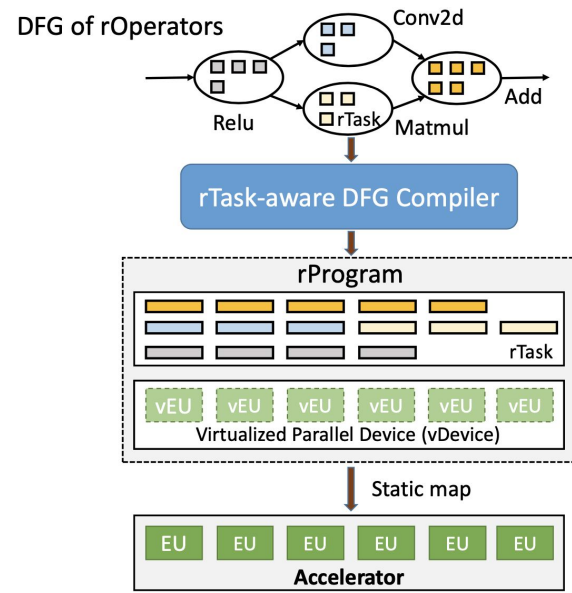 DFG of rOperators
Conv2d
Relu
rTask
Matmul
Add
rTask-aware DFG Compiler
rProgram
rTask
vEU vEU vEU vEU vEU vEU
Virtualized Parallel Device (vDevice)
Static map
EU EU EU EU EU EU
Accelerator